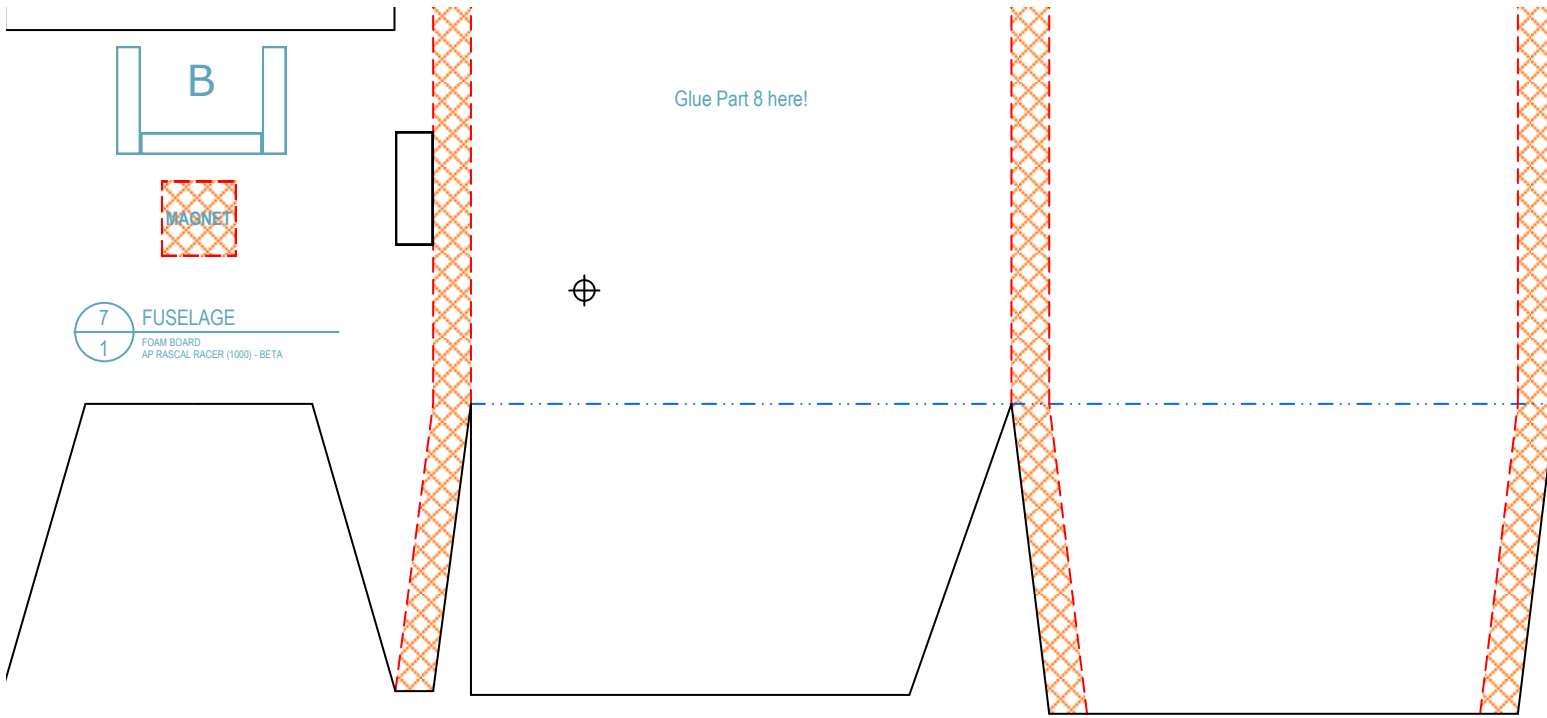 B
Glue Part 8 here!
MAGNET
7
FUSELAGE
1
FOAM BOARD
AP RASCAL RACER (1000) - BETA